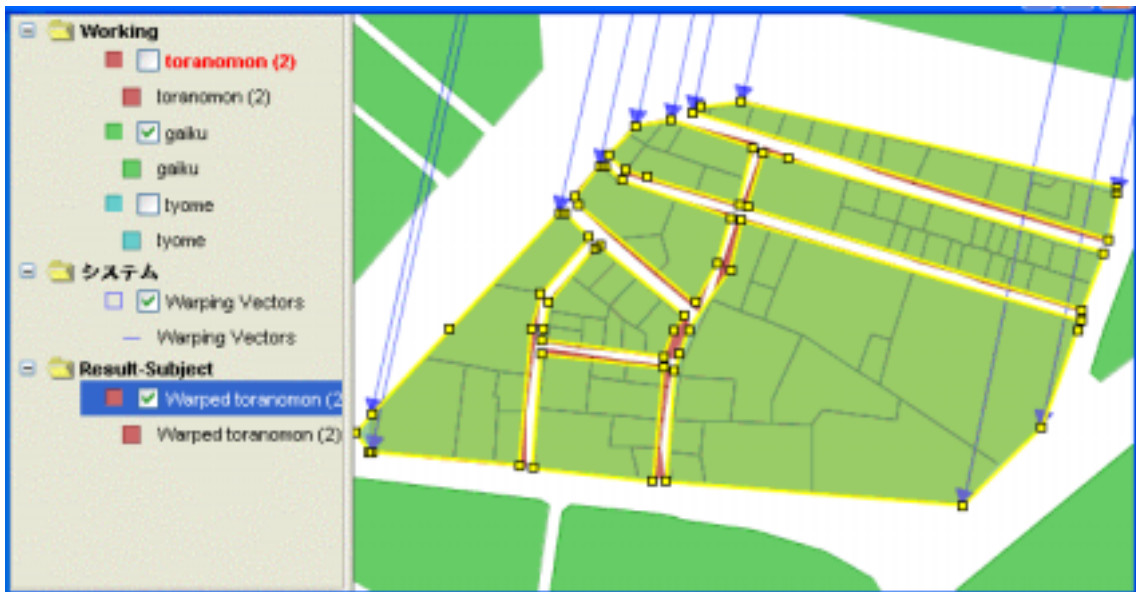 Working
toranomon (2)
toranomon (2)
gaiku
gaiku
tyome
tyome
システム
Warping Vectors
Warping Vectors
Result-Subject
Warped toranomon (2
Warped toranomon (2)